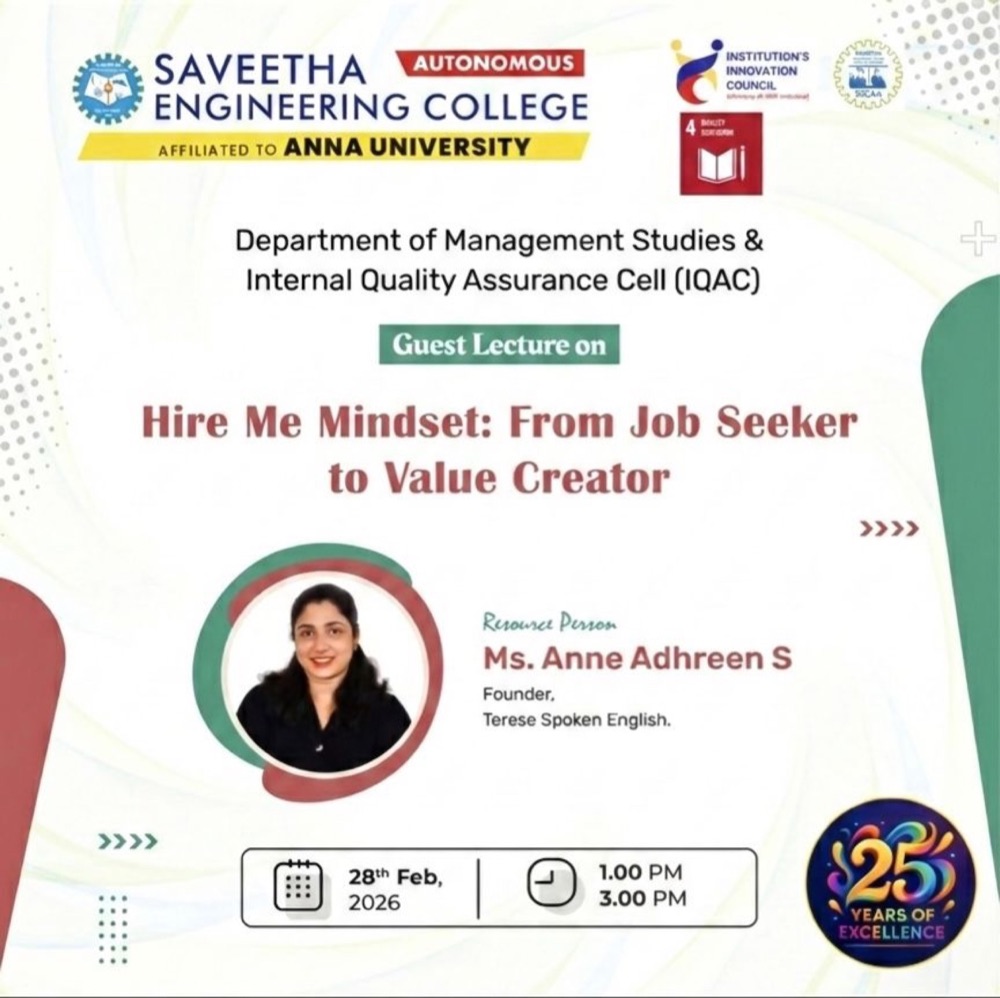 SAVEETHA AUTONOMOUS
ENGINEERING COLLEGE
AFFILIATED TO ANNA UNIVERSITY
INSTITUTION'S
INNOVATION
COUNCIL
4
Department of Management Studies &
Internal Quality Assurance Cell (IQAC)
Guest Lecture on
Hire Me Mindset: From Job Seeker
to Value Creator
Resource Person
Ms. Anne Adhreen S
Founder,
Terese Spoken English.
28th Feb,
2026
1.00 PM
3.00 PM
25
YEARS OF
EXCELLENCE